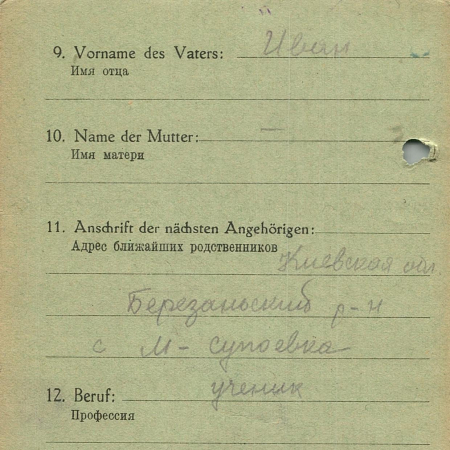 9. Vorname des Vaters: Иван
Имя отца
10. Name der Mutter: —
Имя матери
11. Anschrift der nächsten Angehörigen:
Адрес ближайших родственников Киевская обл
Березанський р-н
с М-супоевка
12. Beruf: ученик
Профессия